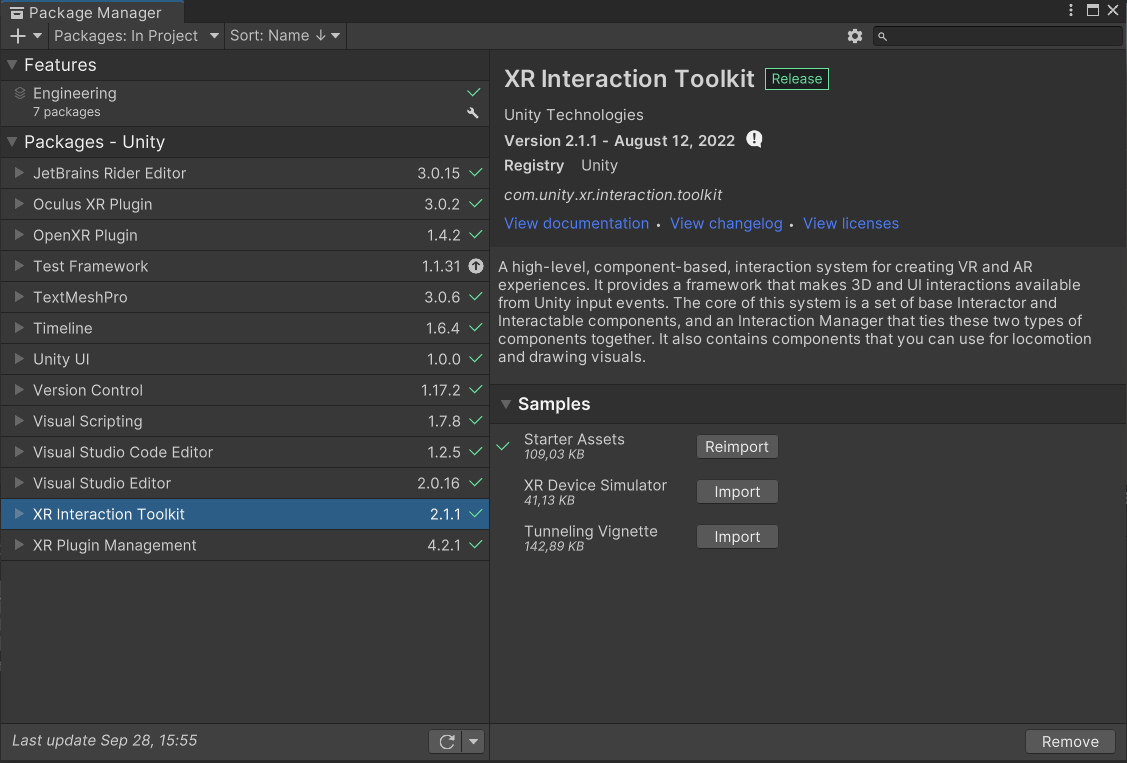 Package Manager
Packages: In Project
Sort: Name ↓
Features
Engineering
7 packages
Packages - Unity
JetBrains Rider Editor 3.0.15
Oculus XR Plugin 3.0.2
OpenXR Plugin 1.4.2
Test Framework 1.1.31
TextMeshPro 3.0.6
Timeline 1.6.4
Unity UI 1.0.0
Version Control 1.17.2
Visual Scripting 1.7.8
Visual Studio Code Editor 1.2.5
Visual Studio Editor 2.0.16
XR Interaction Toolkit 2.1.1
XR Plugin Management 4.2.1
Last update Sep 28, 15:55
XR Interaction Toolkit Release
Unity Technologies
Version 2.1.1 - August 12, 2022
Registry Unity
com.unity.xr.interaction.toolkit
View documentation • View changelog • View licenses
A high-level, component-based, interaction system for creating VR and AR
experiences. It provides a framework that makes 3D and UI interactions available
from Unity input events. The core of this system is a set of base Interactor and
Interactable components, and an Interaction Manager that ties these two types of
components together. It also contains components that you can use for locomotion
and drawing visuals.
Samples
Starter Assets
109,03 KB
Reimport
XR Device Simulator
41,13 KB
Import
Tunneling Vignette
142,89 KB
Import
Remove